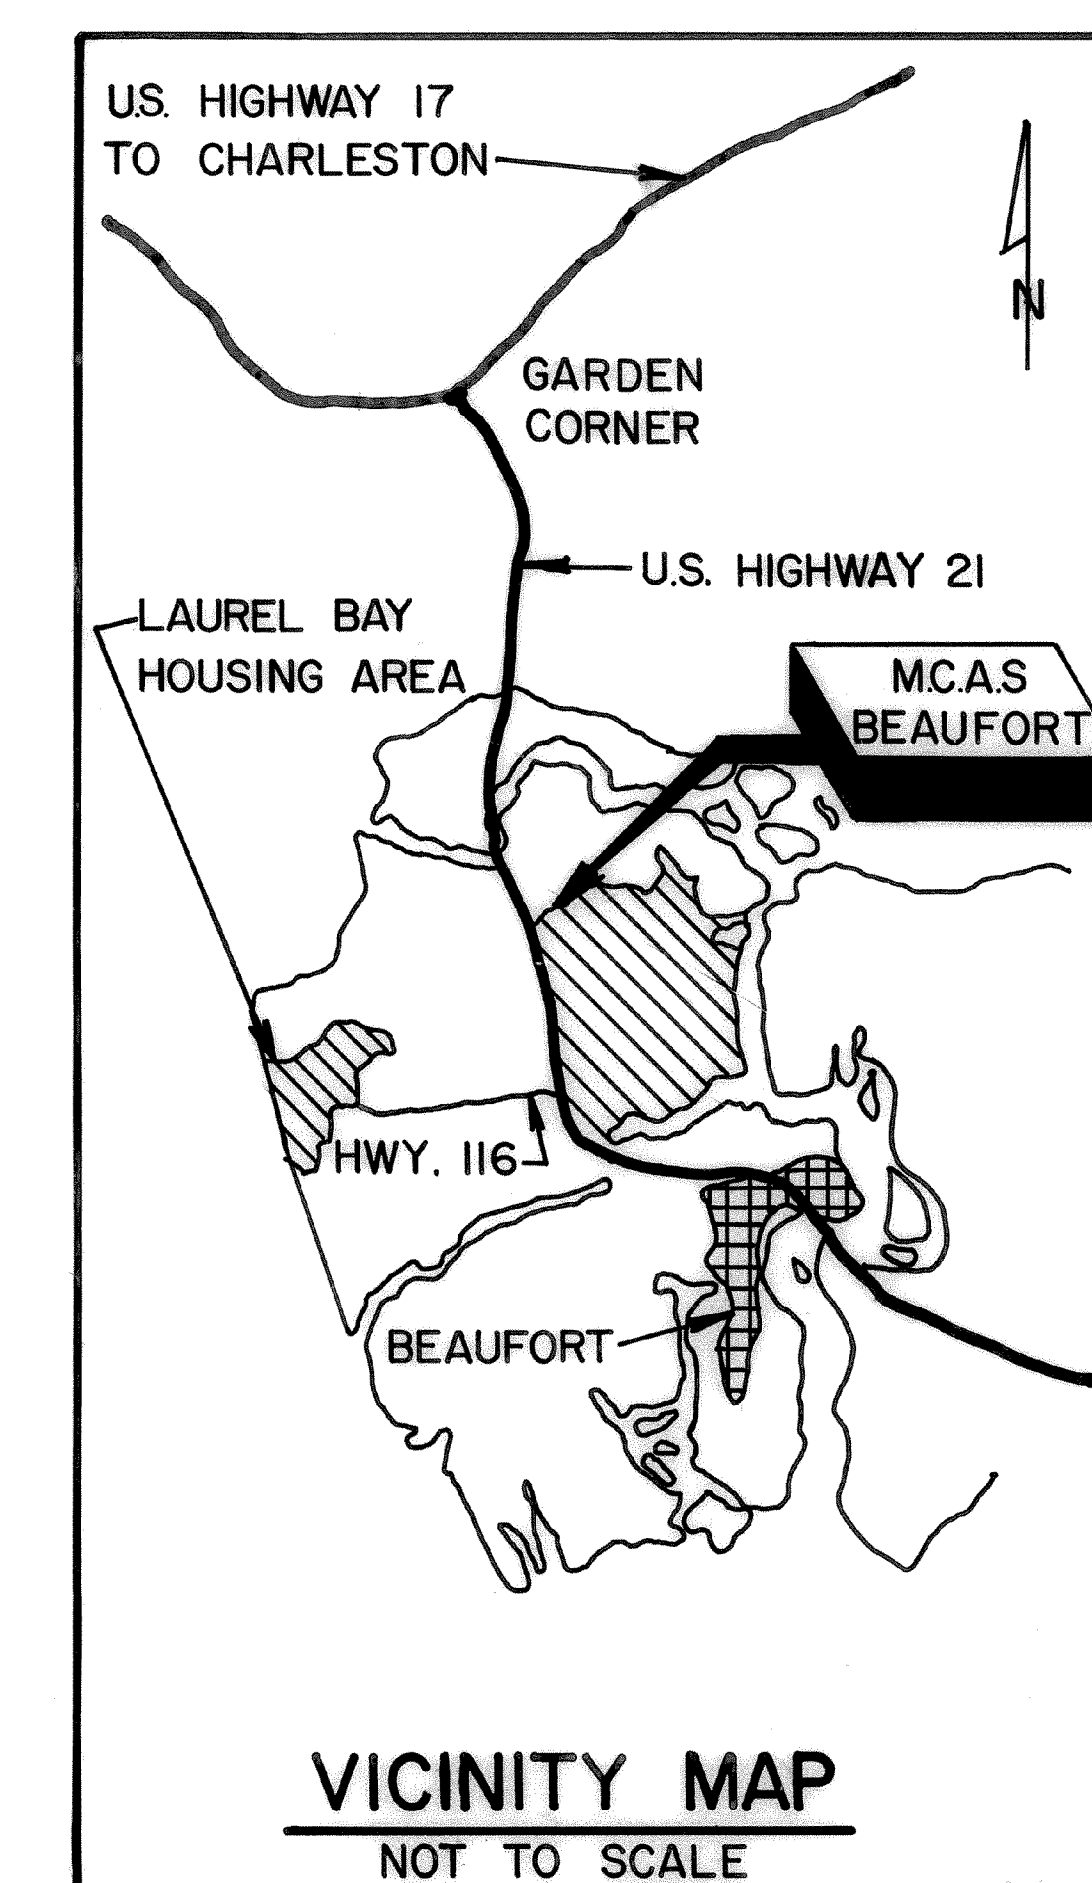 U.S. HIGHWAY 17
TO CHARLESTON
N
GARDEN
CORNER
U.S. HIGHWAY 21
LAUREL BAY
HOUSING AREA
M.C.A.S
BEAUFORT
HWY. 116
BEAUFORT
VICINITY MAP
NOT TO SCALE